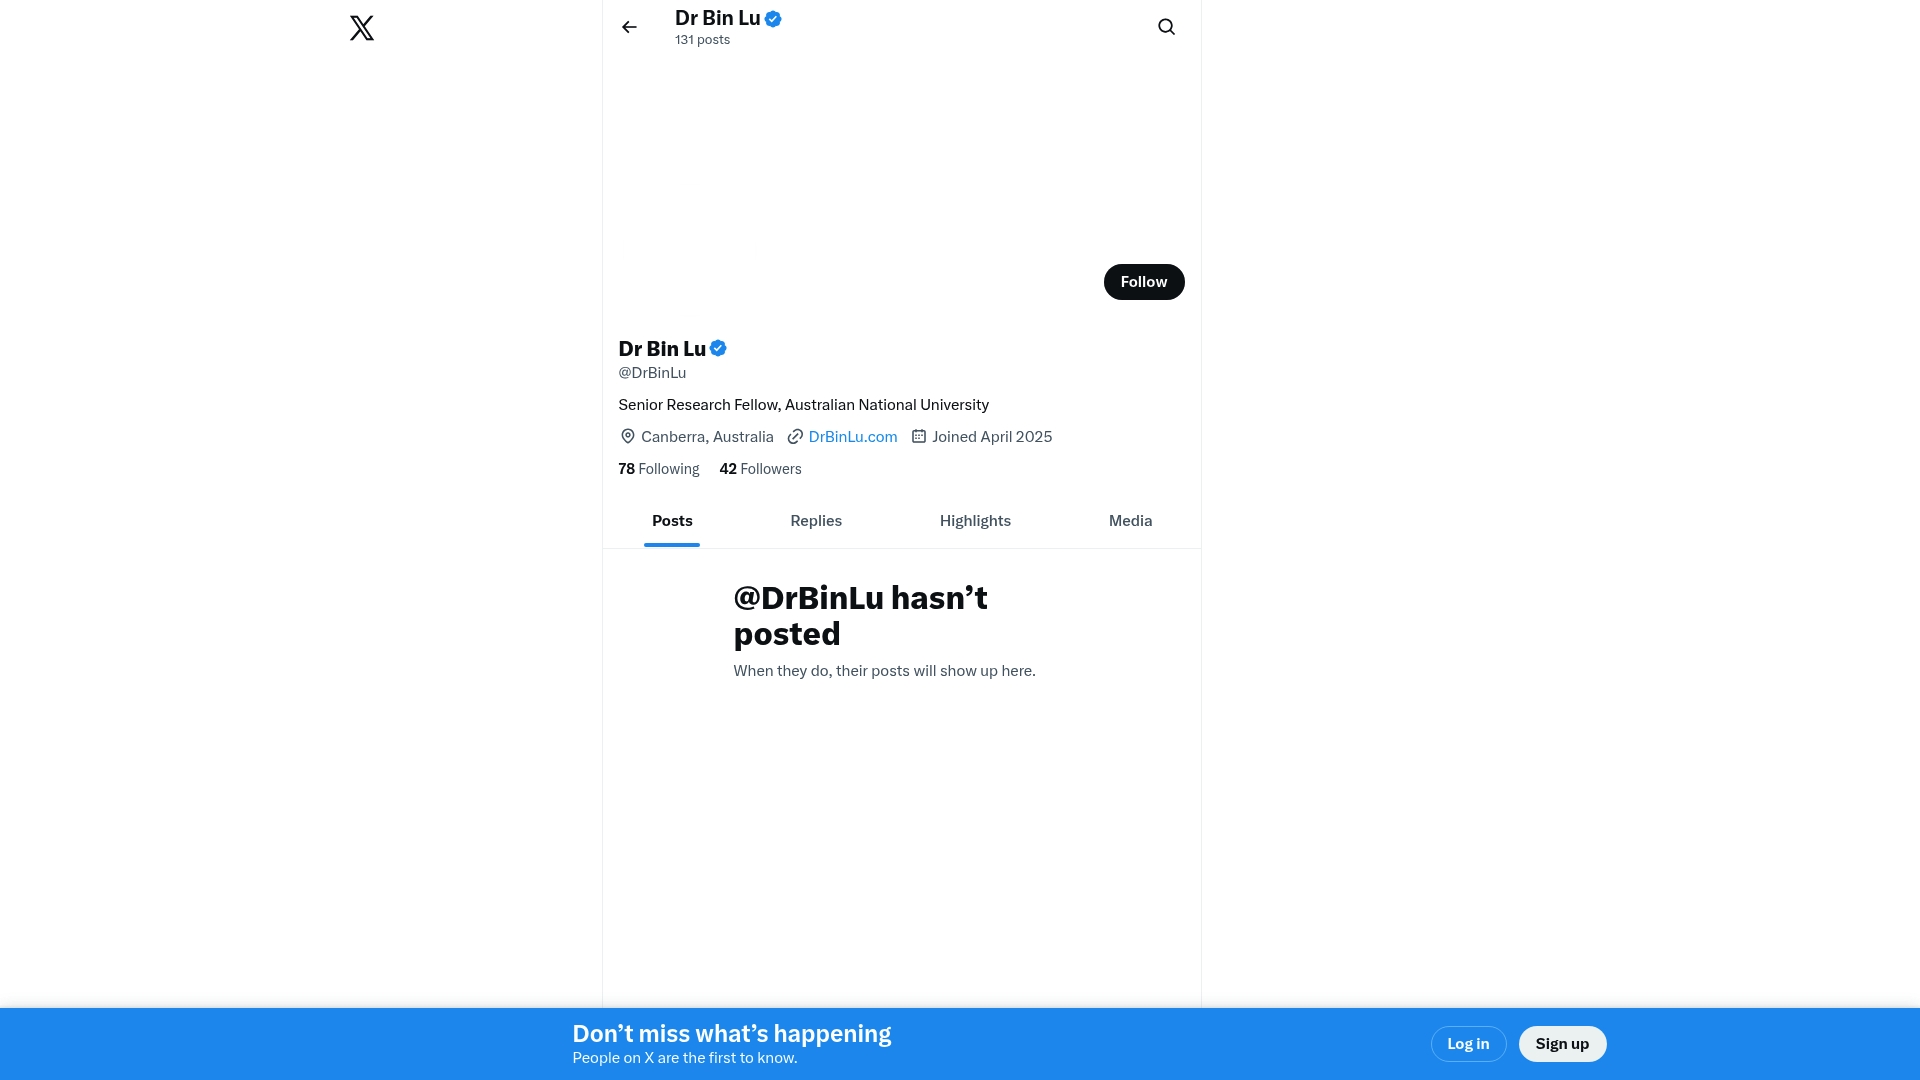 Dr Bin Lu
131 posts
Follow
Dr Bin Lu
@DrBinLu
Senior Research Fellow, Australian National University
Canberra, Australia DrBinLu.com Joined April 2025
78 Following 42 Followers
Posts Replies Highlights Media
@DrBinLu hasn’t
posted
When they do, their posts will show up here.
Don’t miss what’s happening
People on X are the first to know.
Log in Sign up